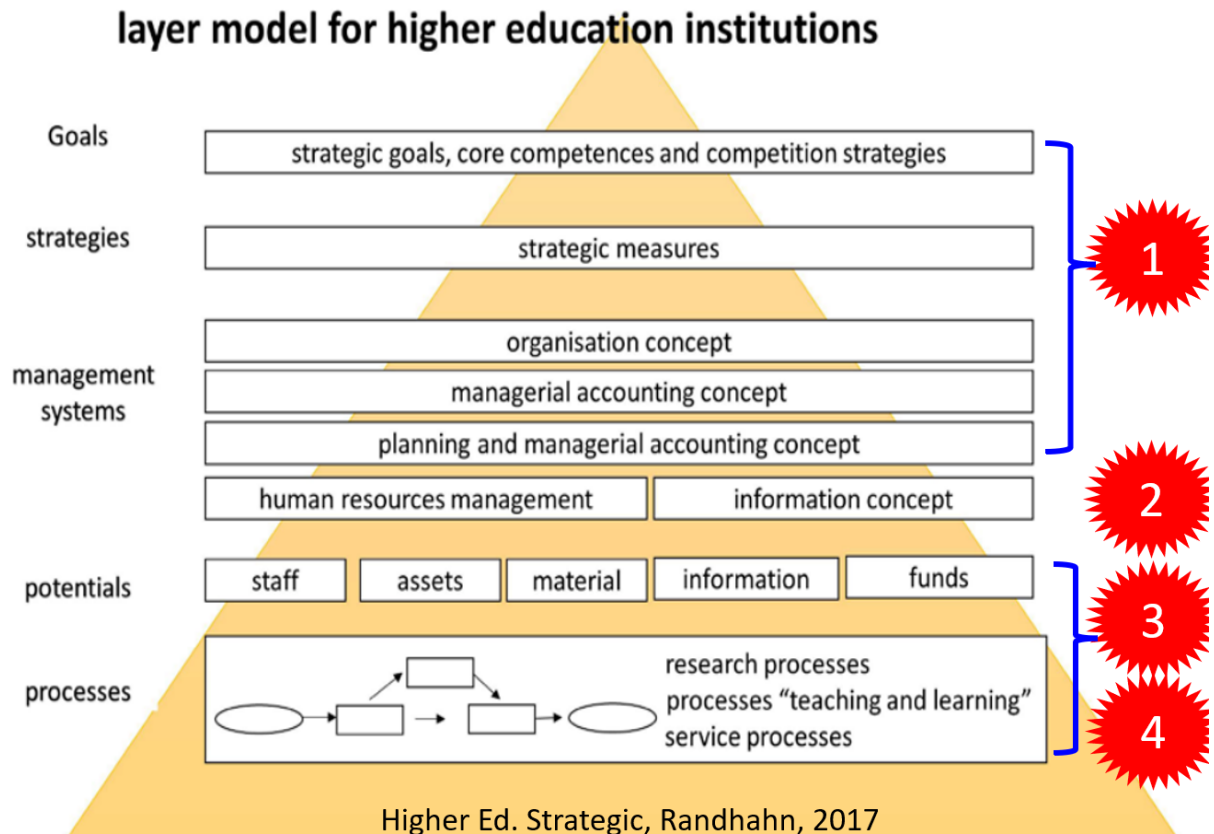 layer model for higher education institutions
Goals
strategic goals, core competences and competition strategies
strategies
strategic measures
1
management
systems
organisation concept
managerial accounting concept
planning and managerial accounting concept
human resources management
information concept
2
potentials
staff
assets
material
information
funds
3
processes
research processes
processes “teaching and learning”
service processes
4
Higher Ed. Strategic, Randhahn, 2017